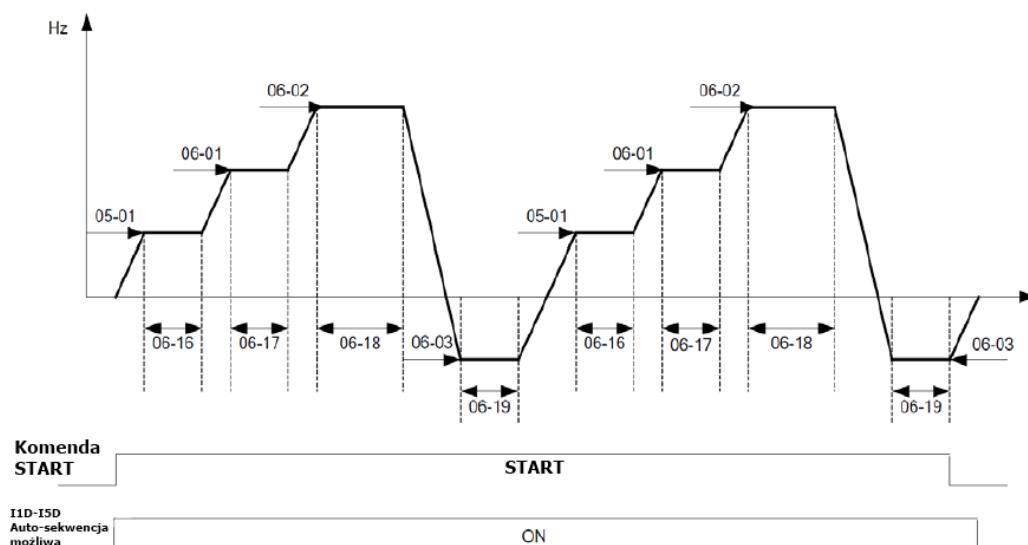 Hz
06-02
06-02
06-01
06-01
05-01
05-01
06-16
06-17
06-18
06-03
06-16
06-17
06-18
06-03
06-19
06-19
Komenda
START
START
I1D-I5D
Auto-sekwencja
możliwa
ON